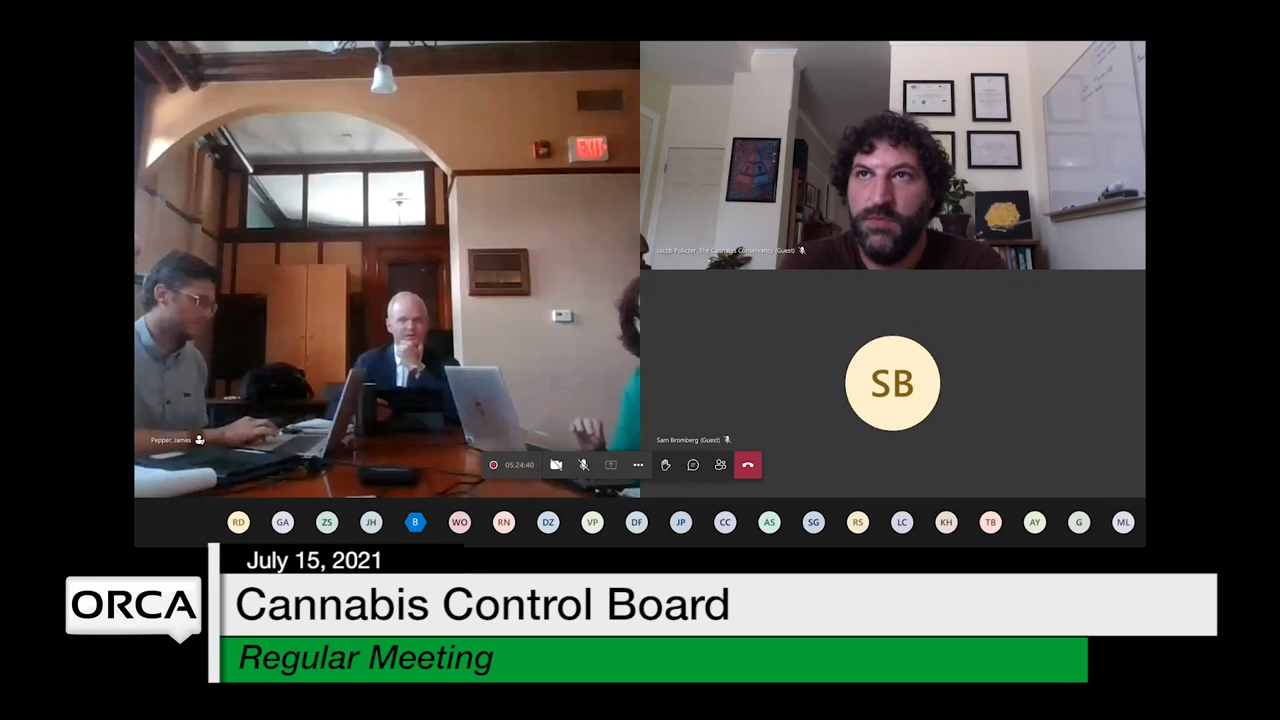 EXIT
Jacob Policzer, The Cannabis Conservancy (Guest)
SB
Pepper, James
Sam Bromberg (Guest)
05:24:40
RD GA ZS JH B WO RN DZ VP DF JP CC AS SG RS LC KH TB AY G ML
July 15, 2021
ORCA
Cannabis Control Board
Regular Meeting